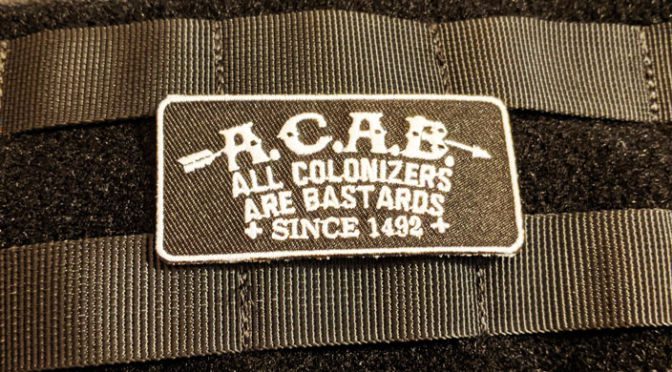 A.C.A.B.
ALL COLONIZERS
ARE BASTARDS
+ SINCE 1492 +